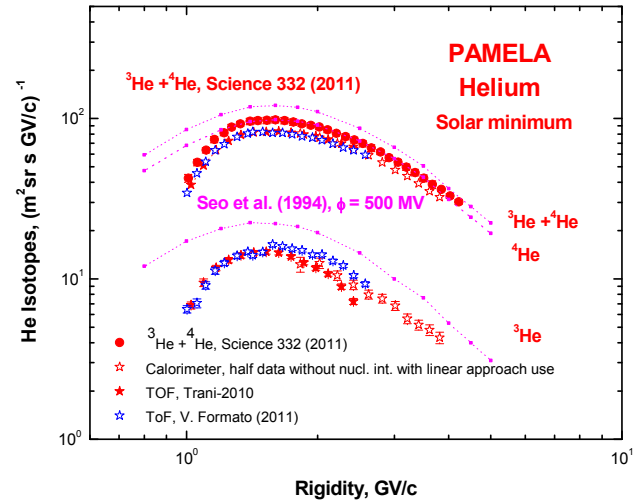 PAMELA
Helium
Solar minimum
³He +⁴He, Science 332 (2011)
Seo et al. (1994), ϕ = 500 MV
³He +⁴He
⁴He
³He
³He +⁴He, Science 332 (2011)
Calorimeter, half data without nucl. int. with linear approach use
TOF, Trani-2010
ToF, V. Formato (2011)
He Isotopes, (m²sr s GV/c) ⁻¹
10²
10¹
10⁰
10⁰
10¹
Rigidity, GV/c